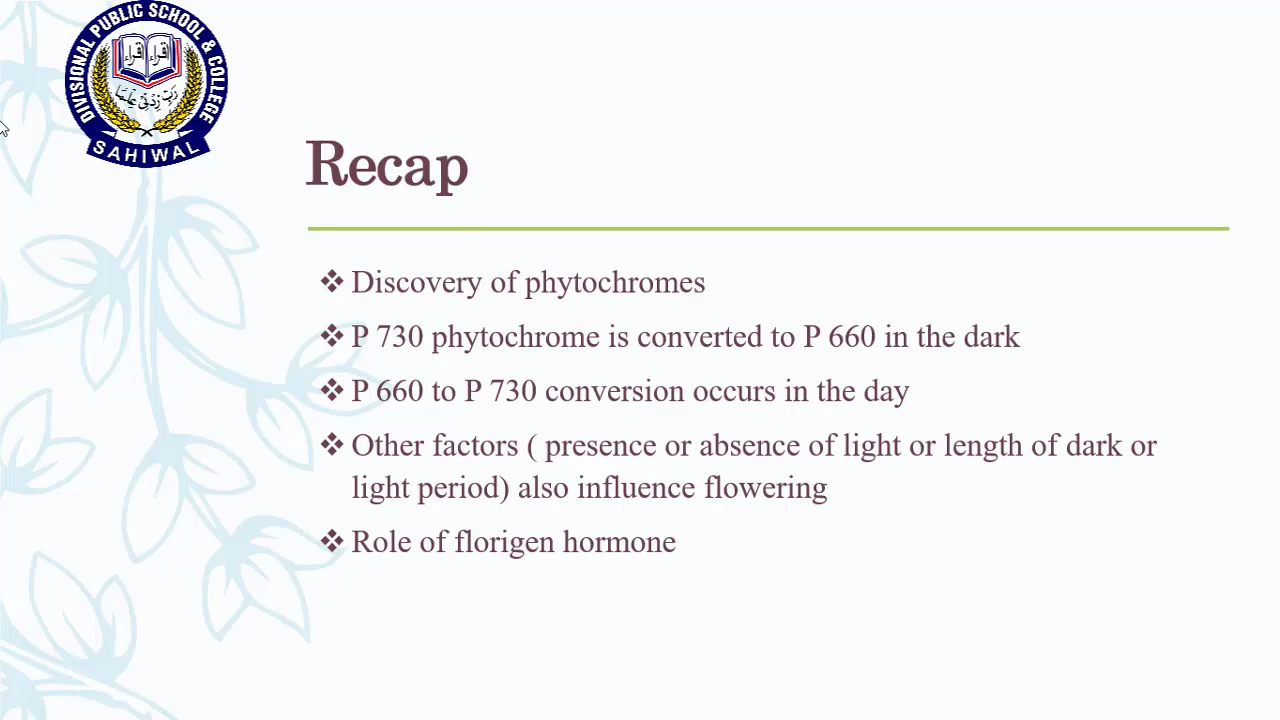 DIVISIONAL PUBLIC SCHOOL & COLLEGE
اقراء اقراء
رَبِّ زِدْنِیْ عِلْمًا
SAHIWAL
Recap
❖ Discovery of phytochromes
❖ P 730 phytochrome is converted to P 660 in the dark
❖ P 660 to P 730 conversion occurs in the day
❖ Other factors ( presence or absence of light or length of dark or
light period) also influence flowering
❖ Role of florigen hormone